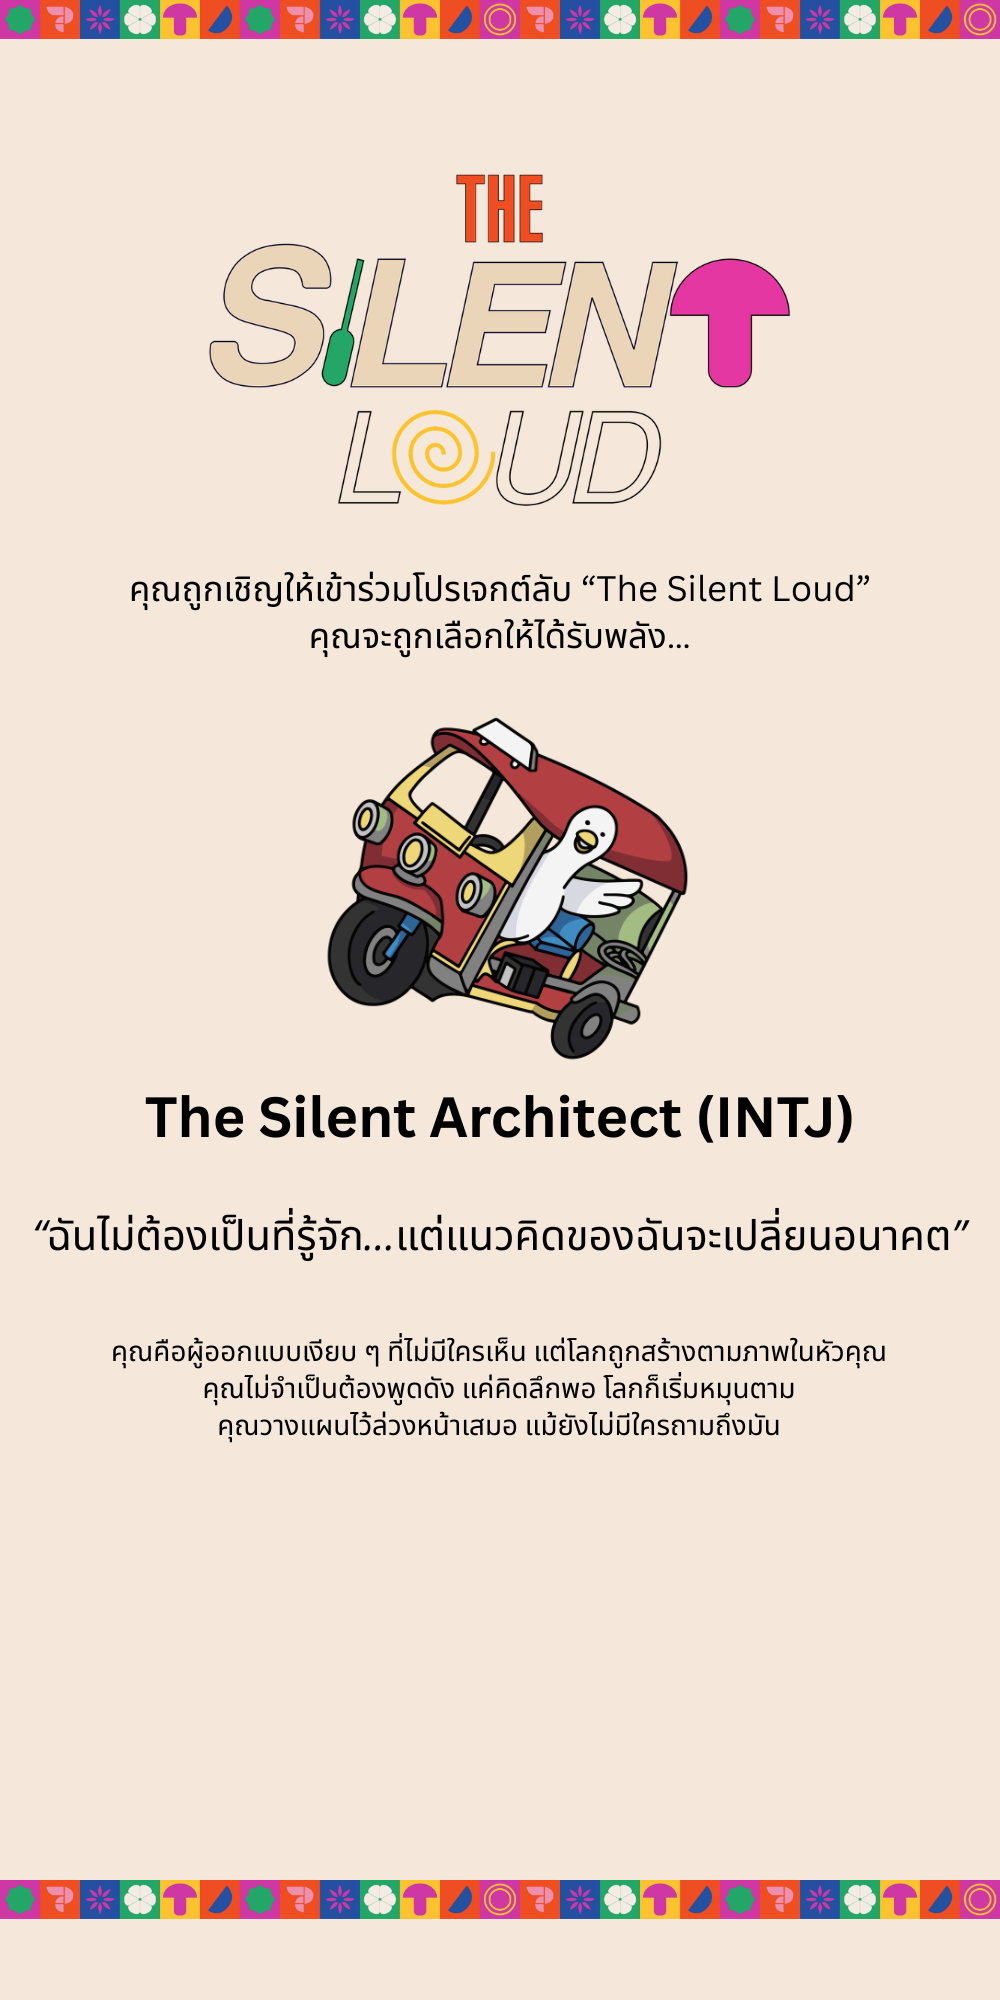 THE
SILENT
LOUD
คุณถูกเชิญให้เข้าร่วมโปรเจกต์ลับ “The Silent Loud”
คุณจะถูกเลือกให้ได้รับพลัง...
The Silent Architect (INTJ)
“ฉันไม่ต้องเป็นที่รู้จัก...แต่แนวคิดของฉันจะเปลี่ยนอนาคต”
คุณคือผู้ออกแบบเงียบ ๆ ที่ไม่มีใครเห็น แต่โลกถูกสร้างตามภาพในหัวคุณ
คุณไม่จำเป็นต้องพูดดัง แค่คิดลึกพอ โลกก็เริ่มหมุนตาม
คุณวางแผนไว้ล่วงหน้าเสมอ แม้ยังไม่มีใครถามถึงมัน